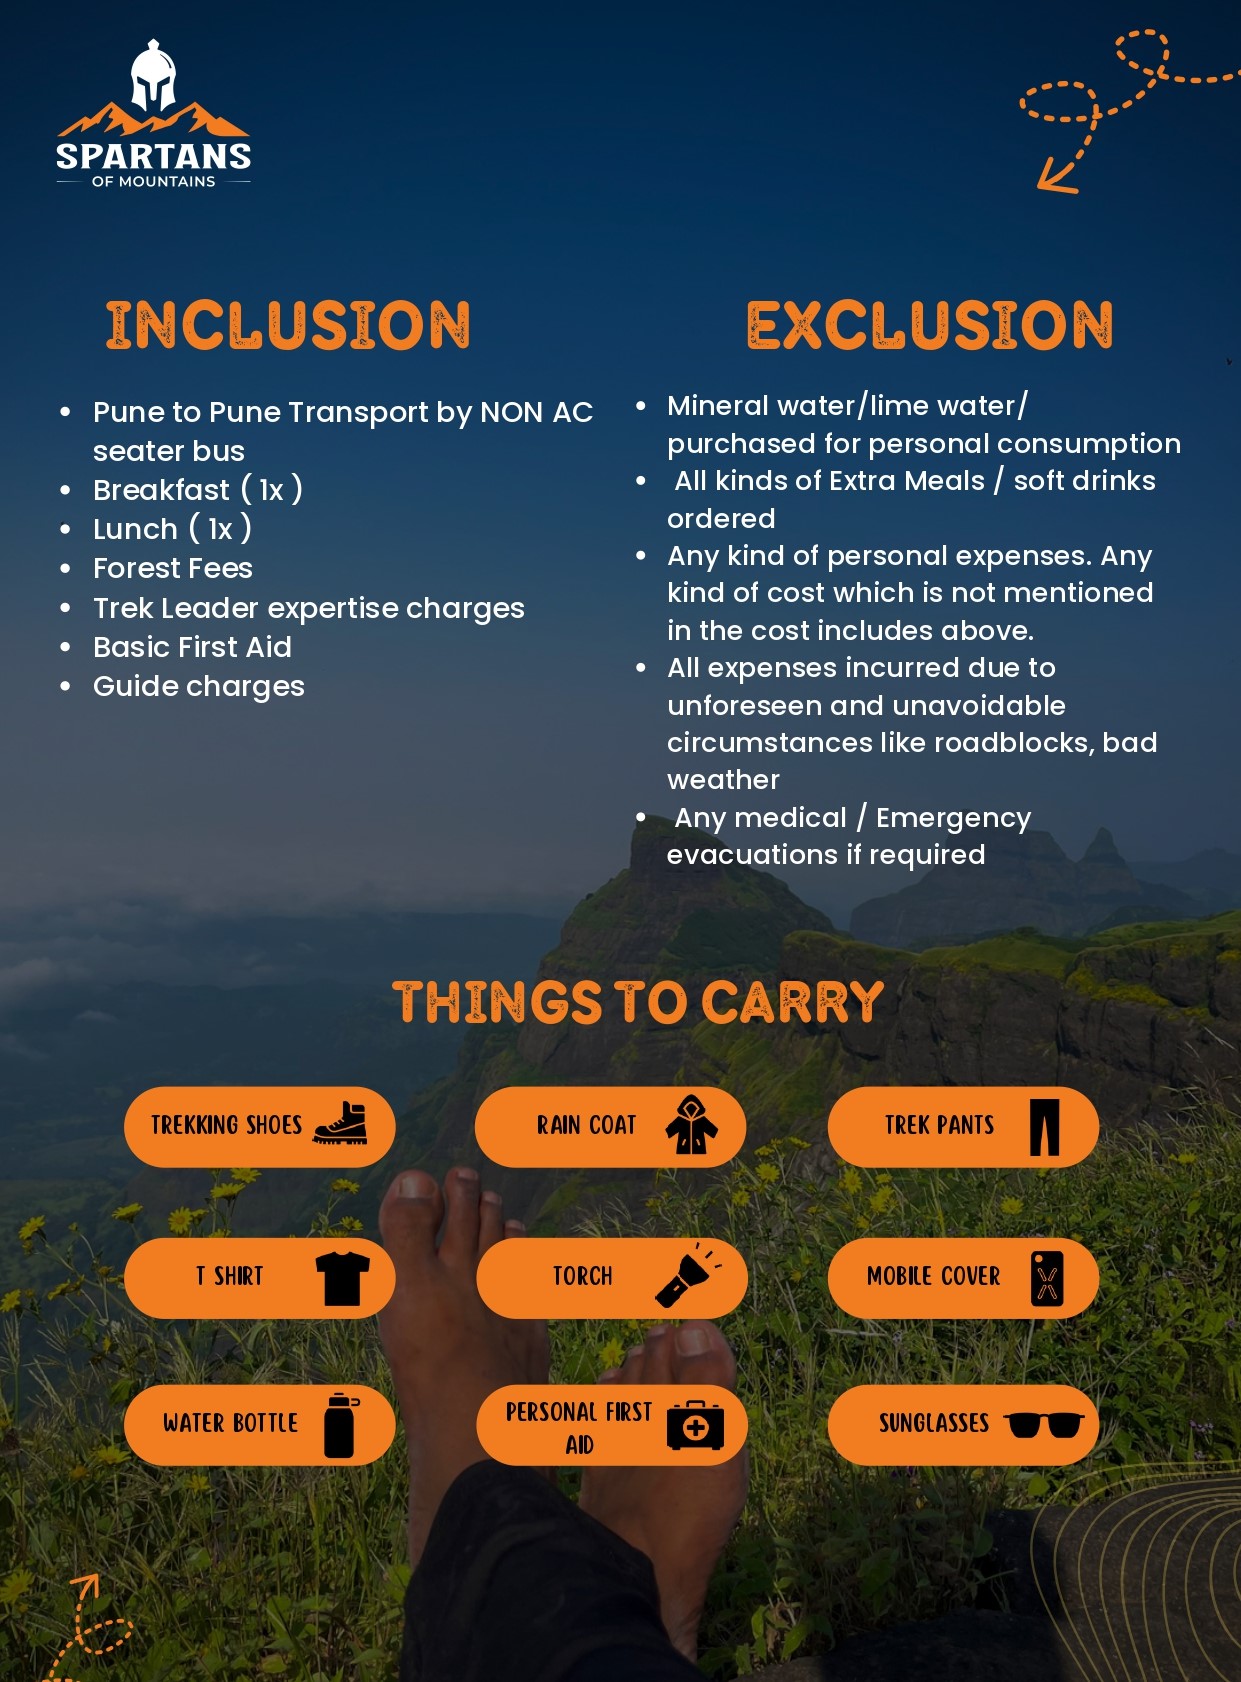 SPARTANS
OF MOUNTAINS
INCLUSION
• Pune to Pune Transport by NON AC
seater bus
• Breakfast ( 1x )
• Lunch ( 1x )
• Forest Fees
• Trek Leader expertise charges
• Basic First Aid
• Guide charges
EXCLUSION
• Mineral water/lime water/
purchased for personal consumption
• All kinds of Extra Meals / soft drinks
ordered
• Any kind of personal expenses. Any
kind of cost which is not mentioned
in the cost includes above.
• All expenses incurred due to
unforeseen and unavoidable
circumstances like roadblocks, bad
weather
• Any medical / Emergency
evacuations if required
THINGS TO CARRY
TREKKING SHOES
RAIN COAT
TREK PANTS
T SHIRT
TORCH
MOBILE COVER
WATER BOTTLE
PERSONAL FIRST
AID
SUNGLASSES